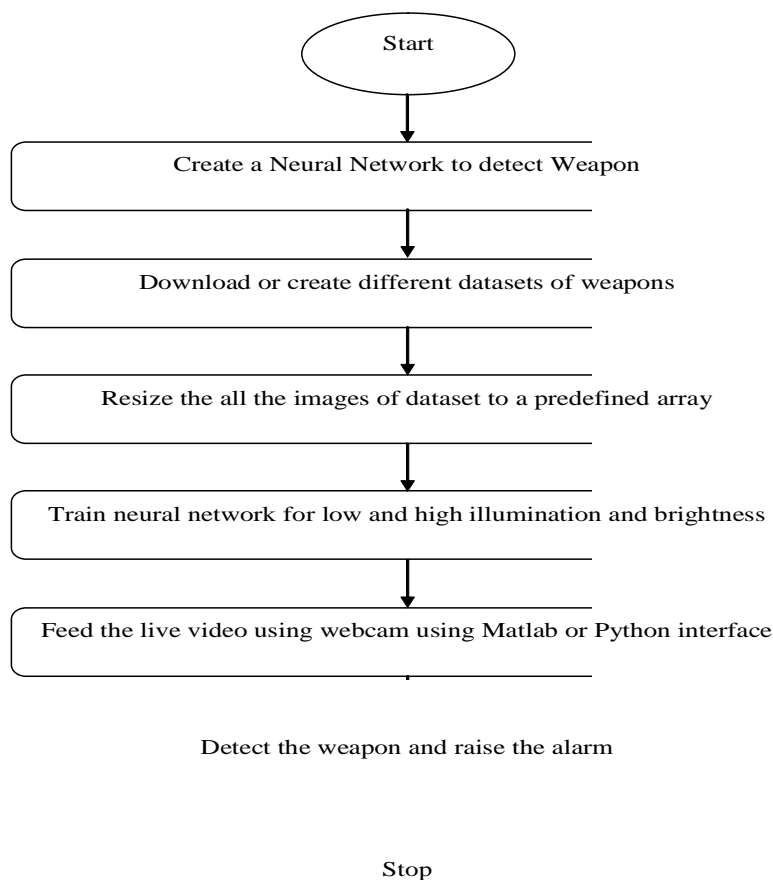 Start
Create a Neural Network to detect Weapon
Download or create different datasets of weapons
Resize the all the images of dataset to a predefined array
Train neural network for low and high illumination and brightness
Feed the live video using webcam using Matlab or Python interface
Detect the weapon and raise the alarm
Stop